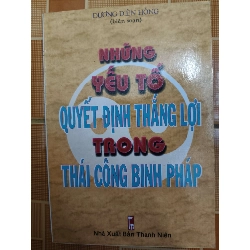 DƯƠNG DIÊN HỒNG
(biên soạn)
NHỮNG
YẾU TỐ
QUYẾT ĐỊNH THẮNG LỢI
TRONG
THÁI CÔNG BINH PHÁP
Nhà Xuất Bản Thanh Niên